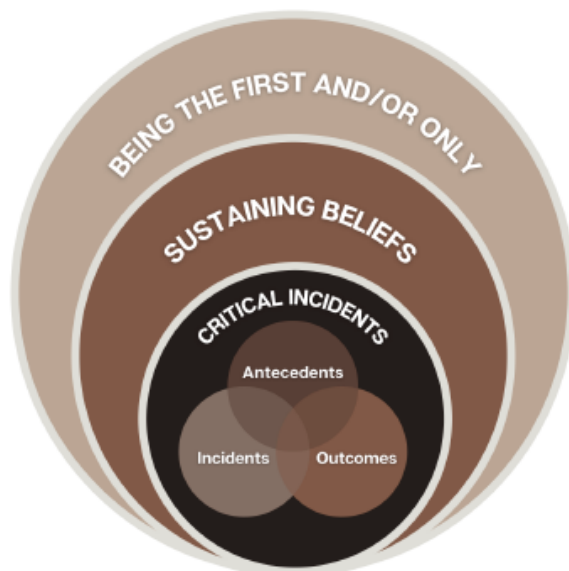 BEING THE FIRST AND/OR ONLY
SUSTAINING BELIEFS
CRITICAL INCIDENTS
Antecedents
Incidents
Outcomes